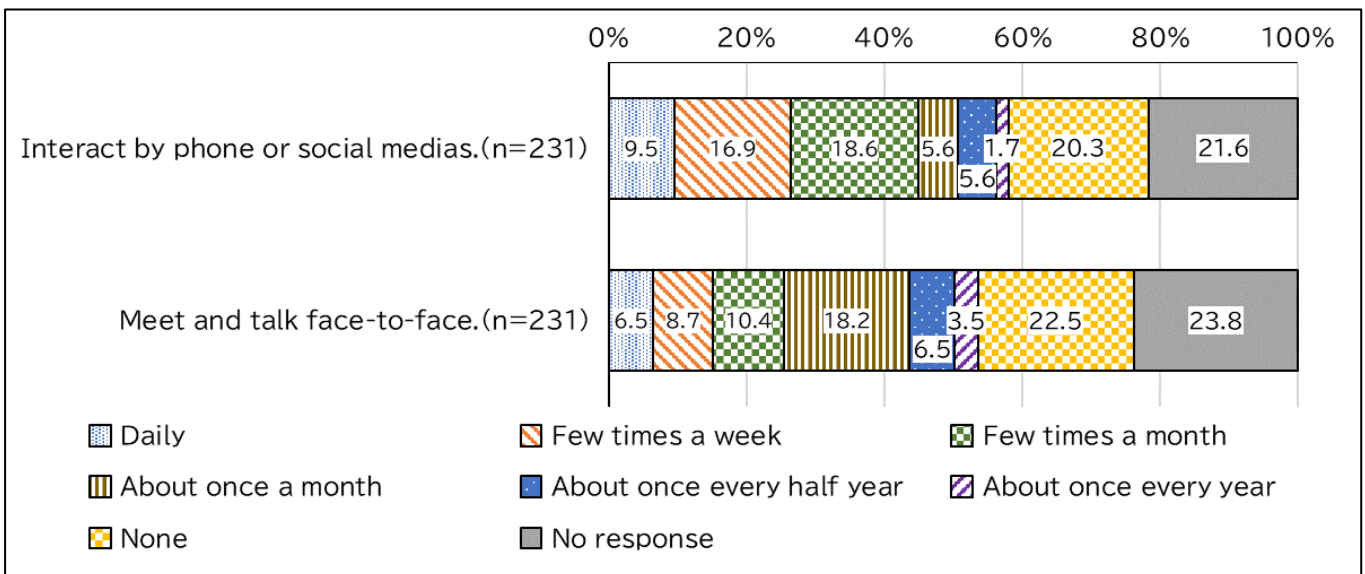 0% 20% 40% 60% 80% 100%
Interact by phone or social medias.(n=231) 9.5 16.9 18.6 5.6 5.6 1.7 20.3 21.6
Meet and talk face-to-face.(n=231) 6.5 8.7 10.4 18.2 6.5 3.5 22.5 23.8
Daily Few times a week Few times a month
About once a month About once every half year About once every year
None No response